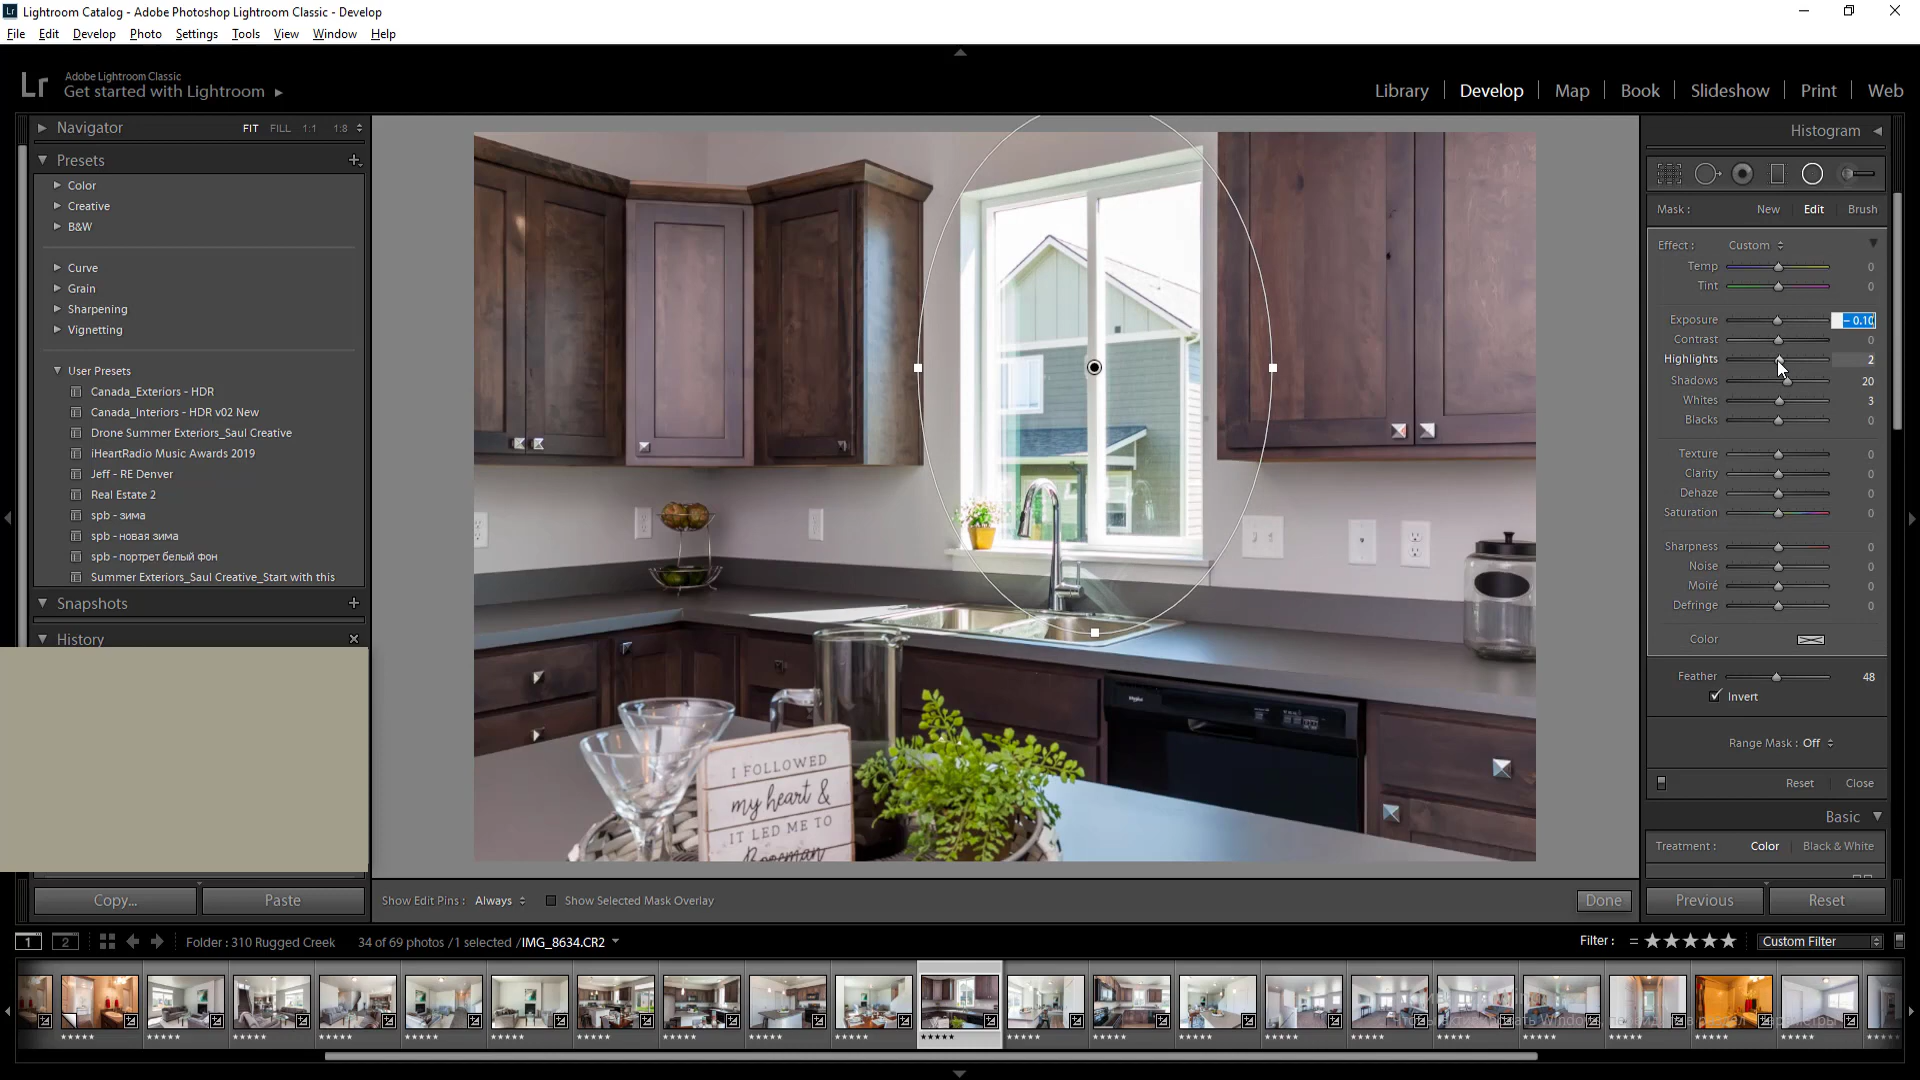 Lightroom Catalog - Adobe Photoshop Lightroom Classic - Develop
File Edit Develop Photo Settings Tools View Window Help
Lr Adobe Lightroom Classic
Get started with Lightroom
Library Develop Map Book Slideshow Print Web
Navigator FIT FILL 1:1 1:8
Histogram
Presets
Color
Creative
B&W
Curve
Grain
Sharpening
Vignetting
User Presets
Canada_Exteriors - HDR
Canada_Interiors - HDR v02 New
Drone Summer Exteriors_Saul Creative
iHeartRadio Music Awards 2019
Jeff - RE Denver
Real Estate 2
spb - зима
spb - новая зима
spb - портрет белый фон
Summer Exteriors_Saul Creative_Start with this
Snapshots
History
Copy... Paste
I FOLLOWED
my heart &
IT LED ME TO
Bozeman
Mask : New Edit Brush
Effect : Custom
Temp 0
Tint 0
Exposure – 0.10
Contrast 0
Highlights 2
Shadows 20
Whites 3
Blacks 0
Texture 0
Clarity 0
Dehaze 0
Saturation 0
Sharpness 0
Noise 0
Moiré 0
Defringe 0
Color
Feather 48
Invert
Range Mask : Off
Reset Close
Basic
Treatment : Color Black & White
Previous Reset
Show Edit Pins : Always Show Selected Mask Overlay Done
1 2 Folder : 310 Rugged Creek 34 of 69 photos / 1 selected / IMG_8634.CR2 Filter : Custom Filter